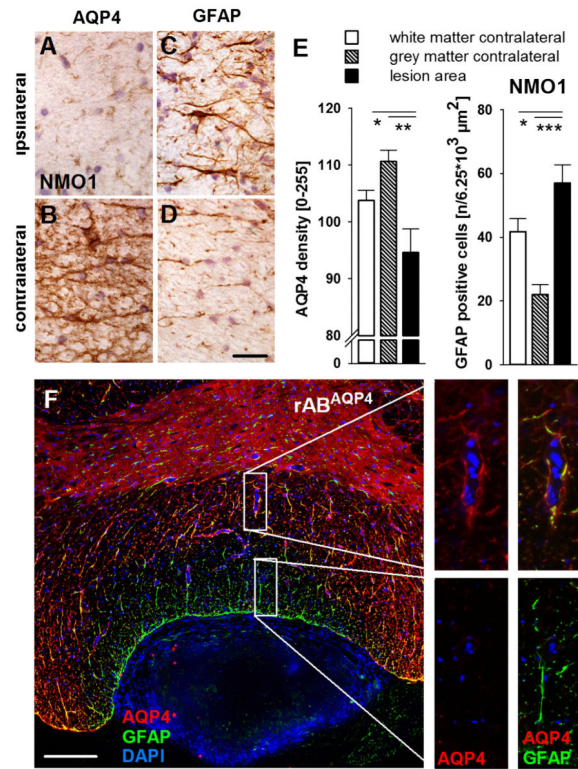 AQP4 GFAP
A C
ipsilateral
NMO1
B D
contralateral
E
white matter contralateral
grey matter contralateral
lesion area
NMO1
AQP4 density [0-255]
120
110
100
90
80
0
* **
GFAP positive cells [n/6.25*10³ µm²]
80
60
40
20
0
* ***
F
rAB^AQP4
AQP4
GFAP
DAPI
AQP4
AQP4
GFAP